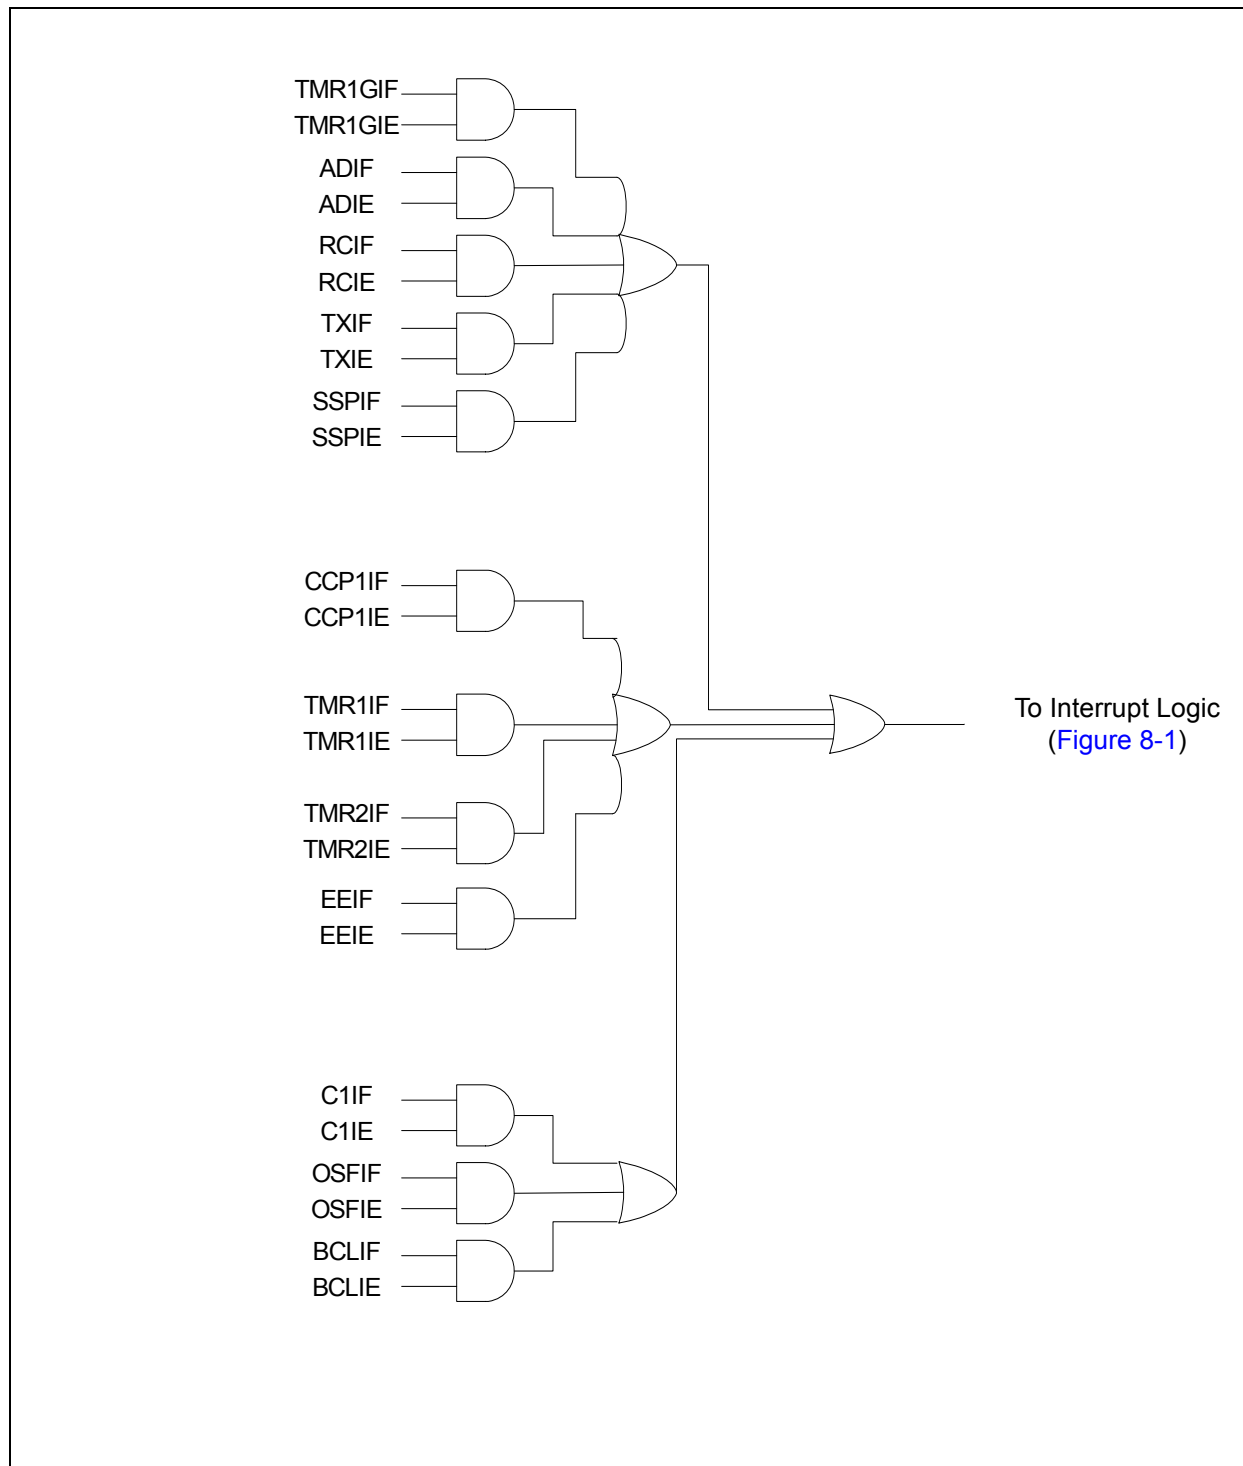 TMR1GIF
TMR1GIE
ADIF
ADIE
RCIF
RCIE
TXIF
TXIE
SSPIF
SSPIE
CCP1IF
CCP1IE
TMR1IF
TMR1IE
TMR2IF
TMR2IE
EEIF
EEIE
To Interrupt Logic
(Figure 8-1)
C1IF
C1IE
OSFIF
OSFIE
BCLIF
BCLIE